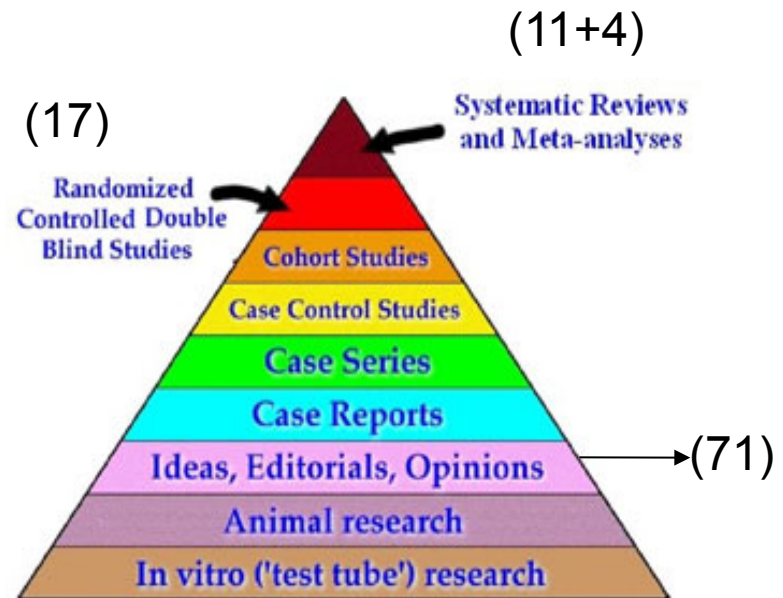 (11+4)
Systematic Reviews
and Meta-analyses
(17)
Randomized
Controlled Double
Blind Studies
Cohort Studies
Case Control Studies
Case Series
Case Reports
Ideas, Editorials, Opinions
(71)
Animal research
In vitro ('test tube') research